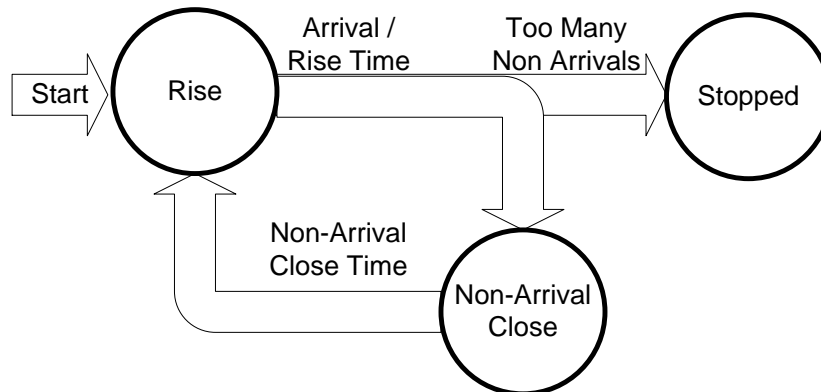 Arrival /
Rise Time
Too Many
Non Arrivals
Start
Rise
Stopped
Non-Arrival
Close Time
Non-Arrival
Close